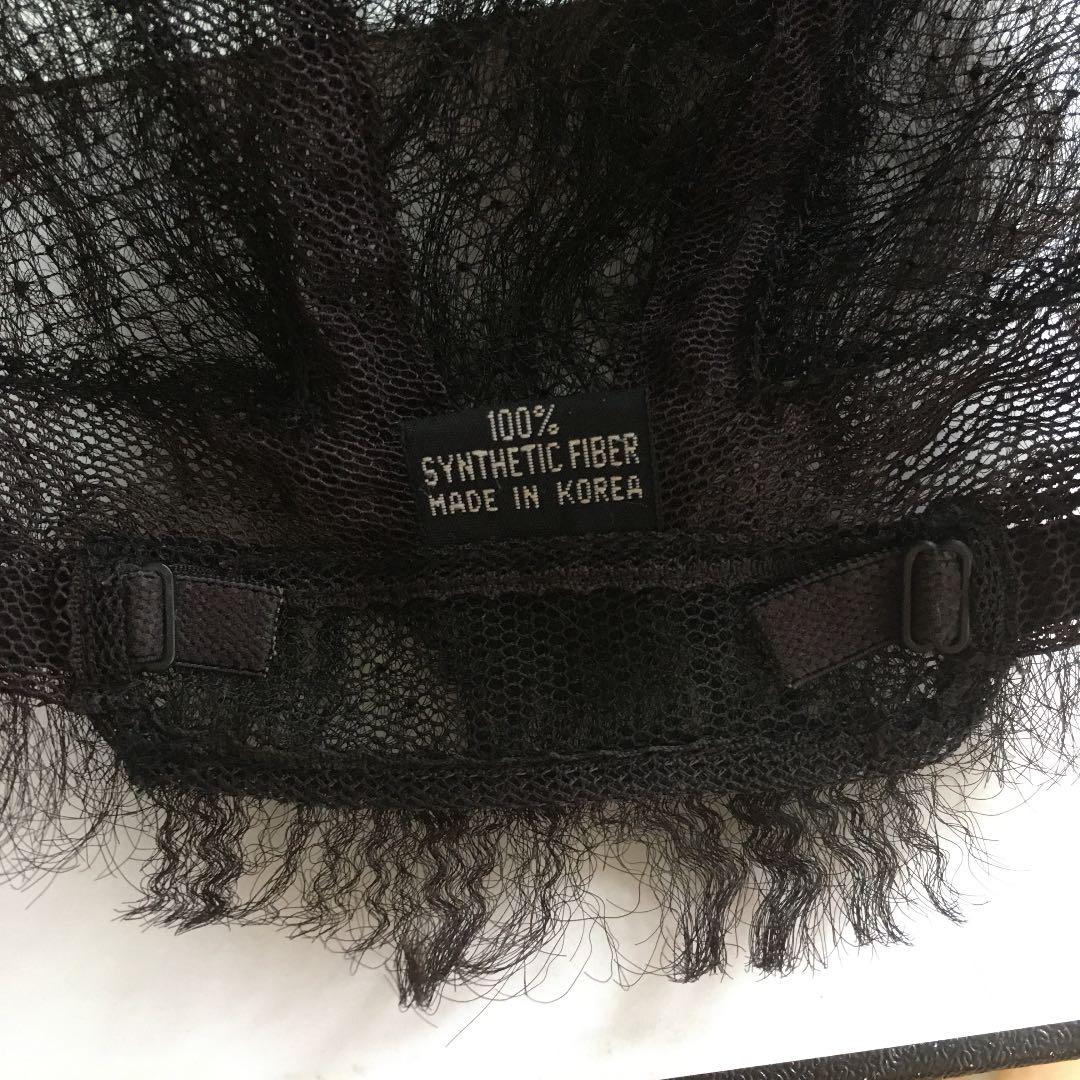 100%
SYNTHETIC FIBER
MADE IN KOREA